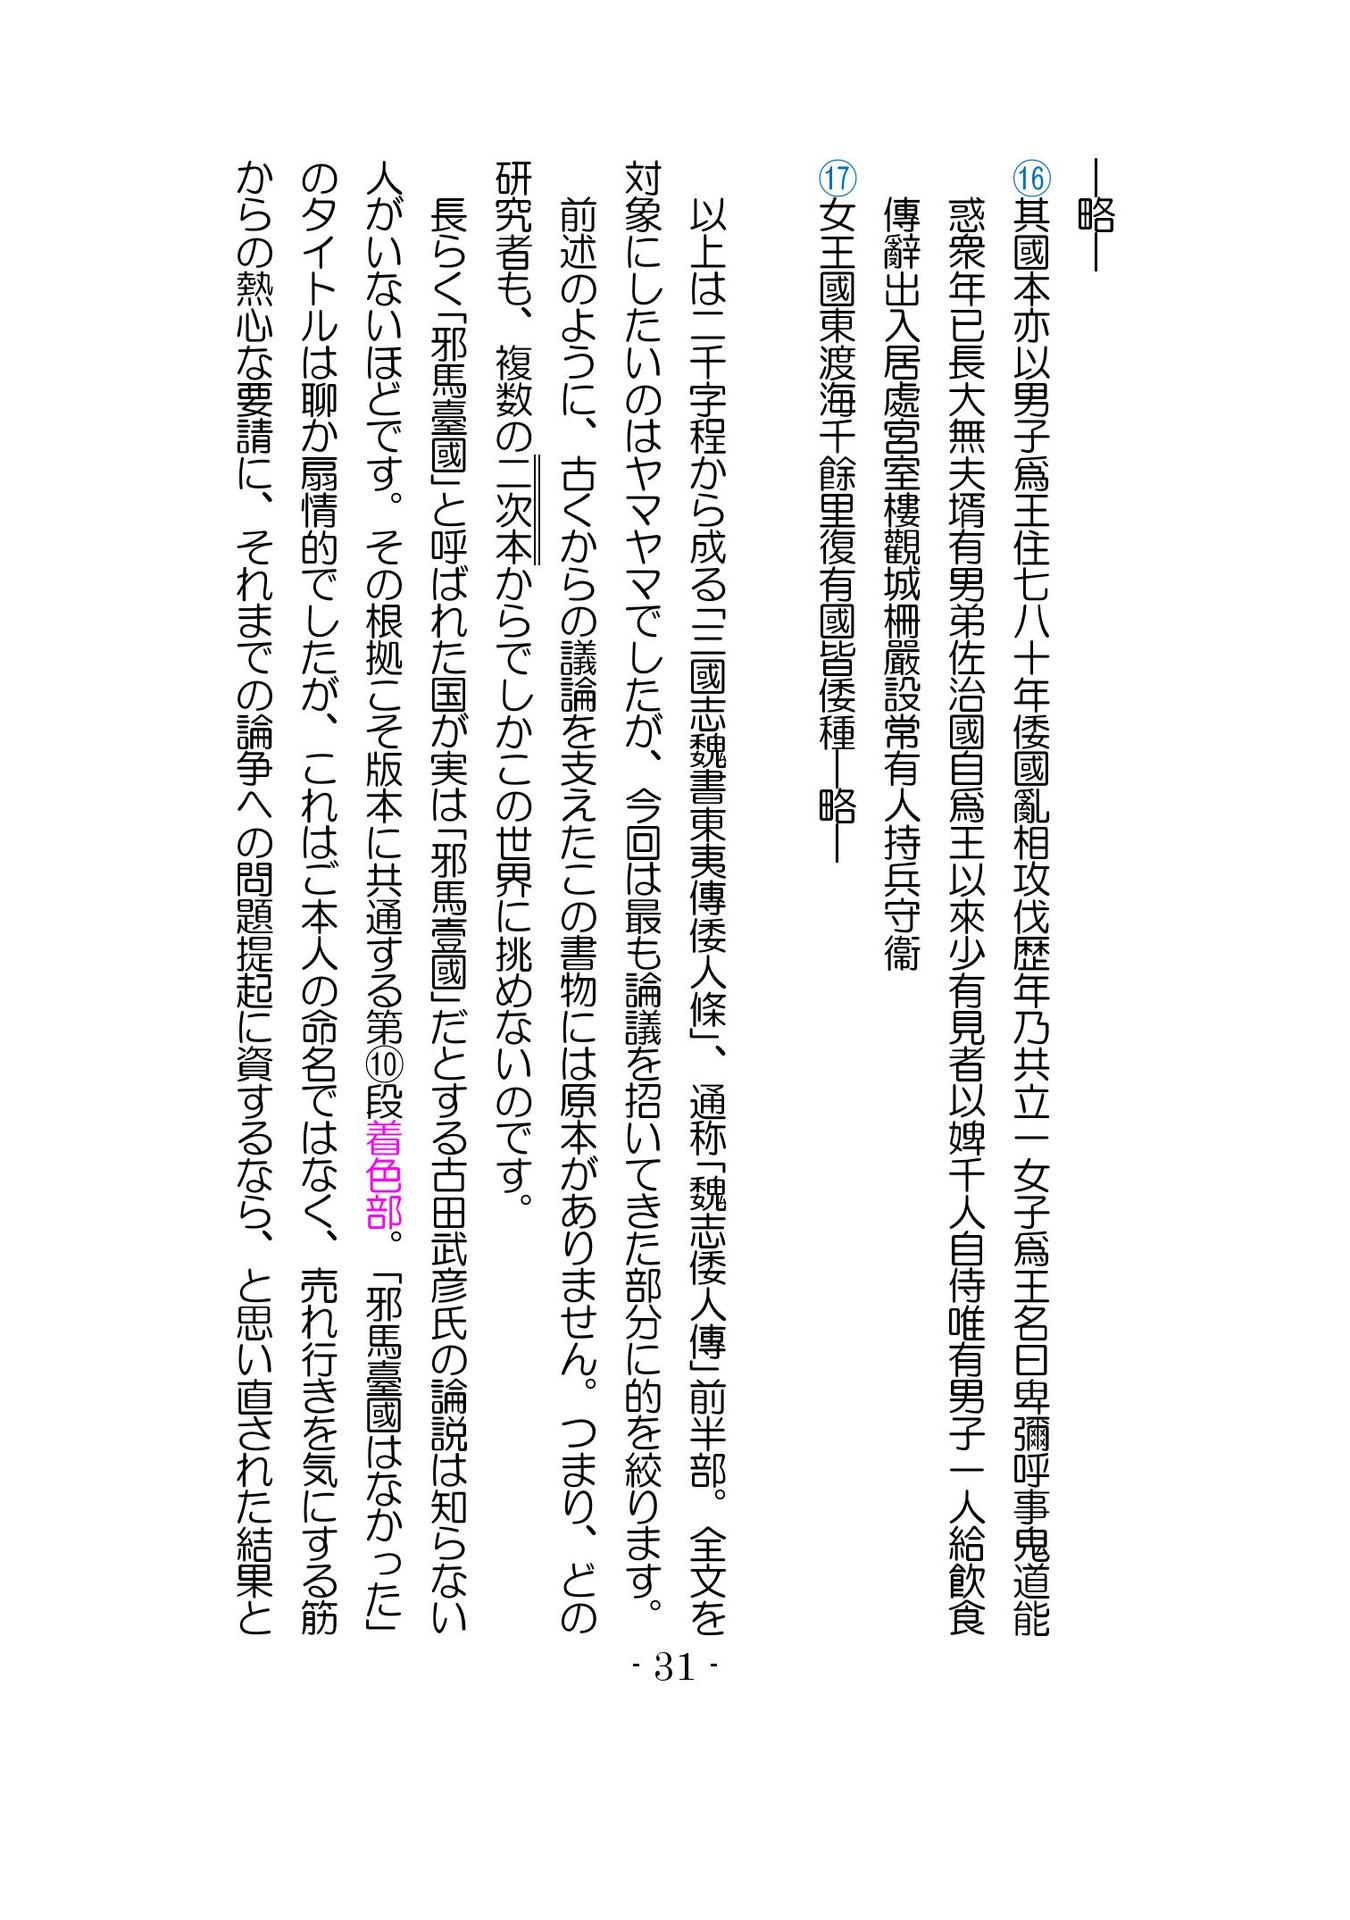 ―略―
⑯其國本亦以男子爲王住七八十年倭國亂相攻伐歴年乃共立一女子爲王名曰卑彌呼事鬼道能
惑衆年已長大無夫壻有男弟佐治國自爲王以來少有見者以婢千人自侍唯有男子一人給飮食
傳辭出入居處宮室樓觀城柵嚴設常有人持兵守衞
⑰女王國東渡海千餘里復有國皆倭種―略―
以上は二千字程から成る「三國志魏書東夷傳倭人條」、通称「魏志倭人傳」前半部。全文を
対象にしたいのはヤマヤマでしたが、今回は最も論議を招いてきた部分に的を絞ります。
前述のように、古くからの議論を支えたこの書物には原本がありません。つまり、どの
研究者も、複数の二次本からでしかこの世界に挑めないのです。
長らく「邪馬臺國」と呼ばれた国が実は「邪馬壹國」だとする古田武彦氏の論説は知らない
人がいないほどです。その根拠こそ版本に共通する第⑩段着色部。「邪馬臺國はなかった」
のタイトルは聊か扇情的でしたが、これはご本人の命名ではなく、売れ行きを気にする筋
からの熱心な要請に、それまでの論争への問題提起に資するなら、と思い直された結果と
- 31 -